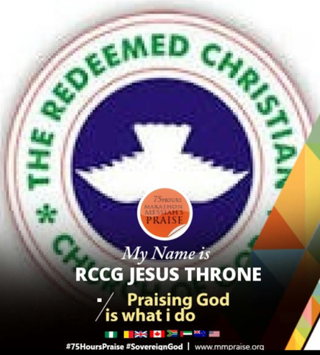 THE REDEEMED CHRISTIAN
CHURCH OF
75HOURS
MARATHON
MESSIAH'S
PRAISE
My Name is
RCCG JESUS THRONE
Praising God
is what i do
#75HoursPraise #SovereignGod | www.mmpraise.org